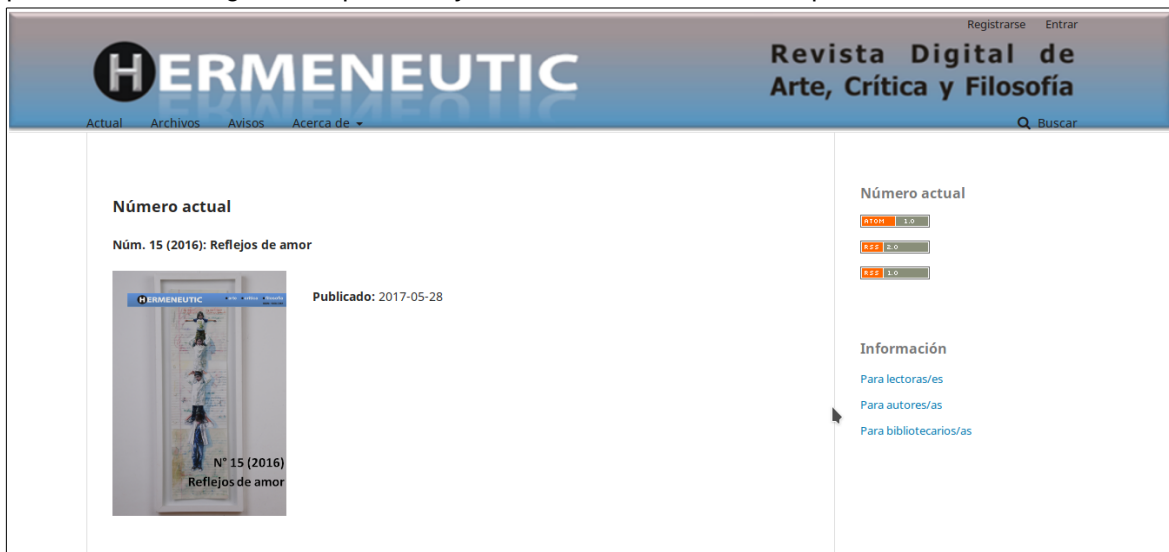 Registrarse Entrar
HERMENEUTIC
Revista Digital de
Arte, Crítica y Filosofía
Actual Archivos Avisos Acerca de
Buscar
Número actual
Núm. 15 (2016): Reflejos de amor
HERMENEUTIC
Publicado: 2017-05-28
N° 15 (2016)
Reflejos de amor
Número actual
ATOM 1.0
RSS 2.0
RSS 1.0
Información
Para lectoras/es
Para autores/as
Para bibliotecarios/as